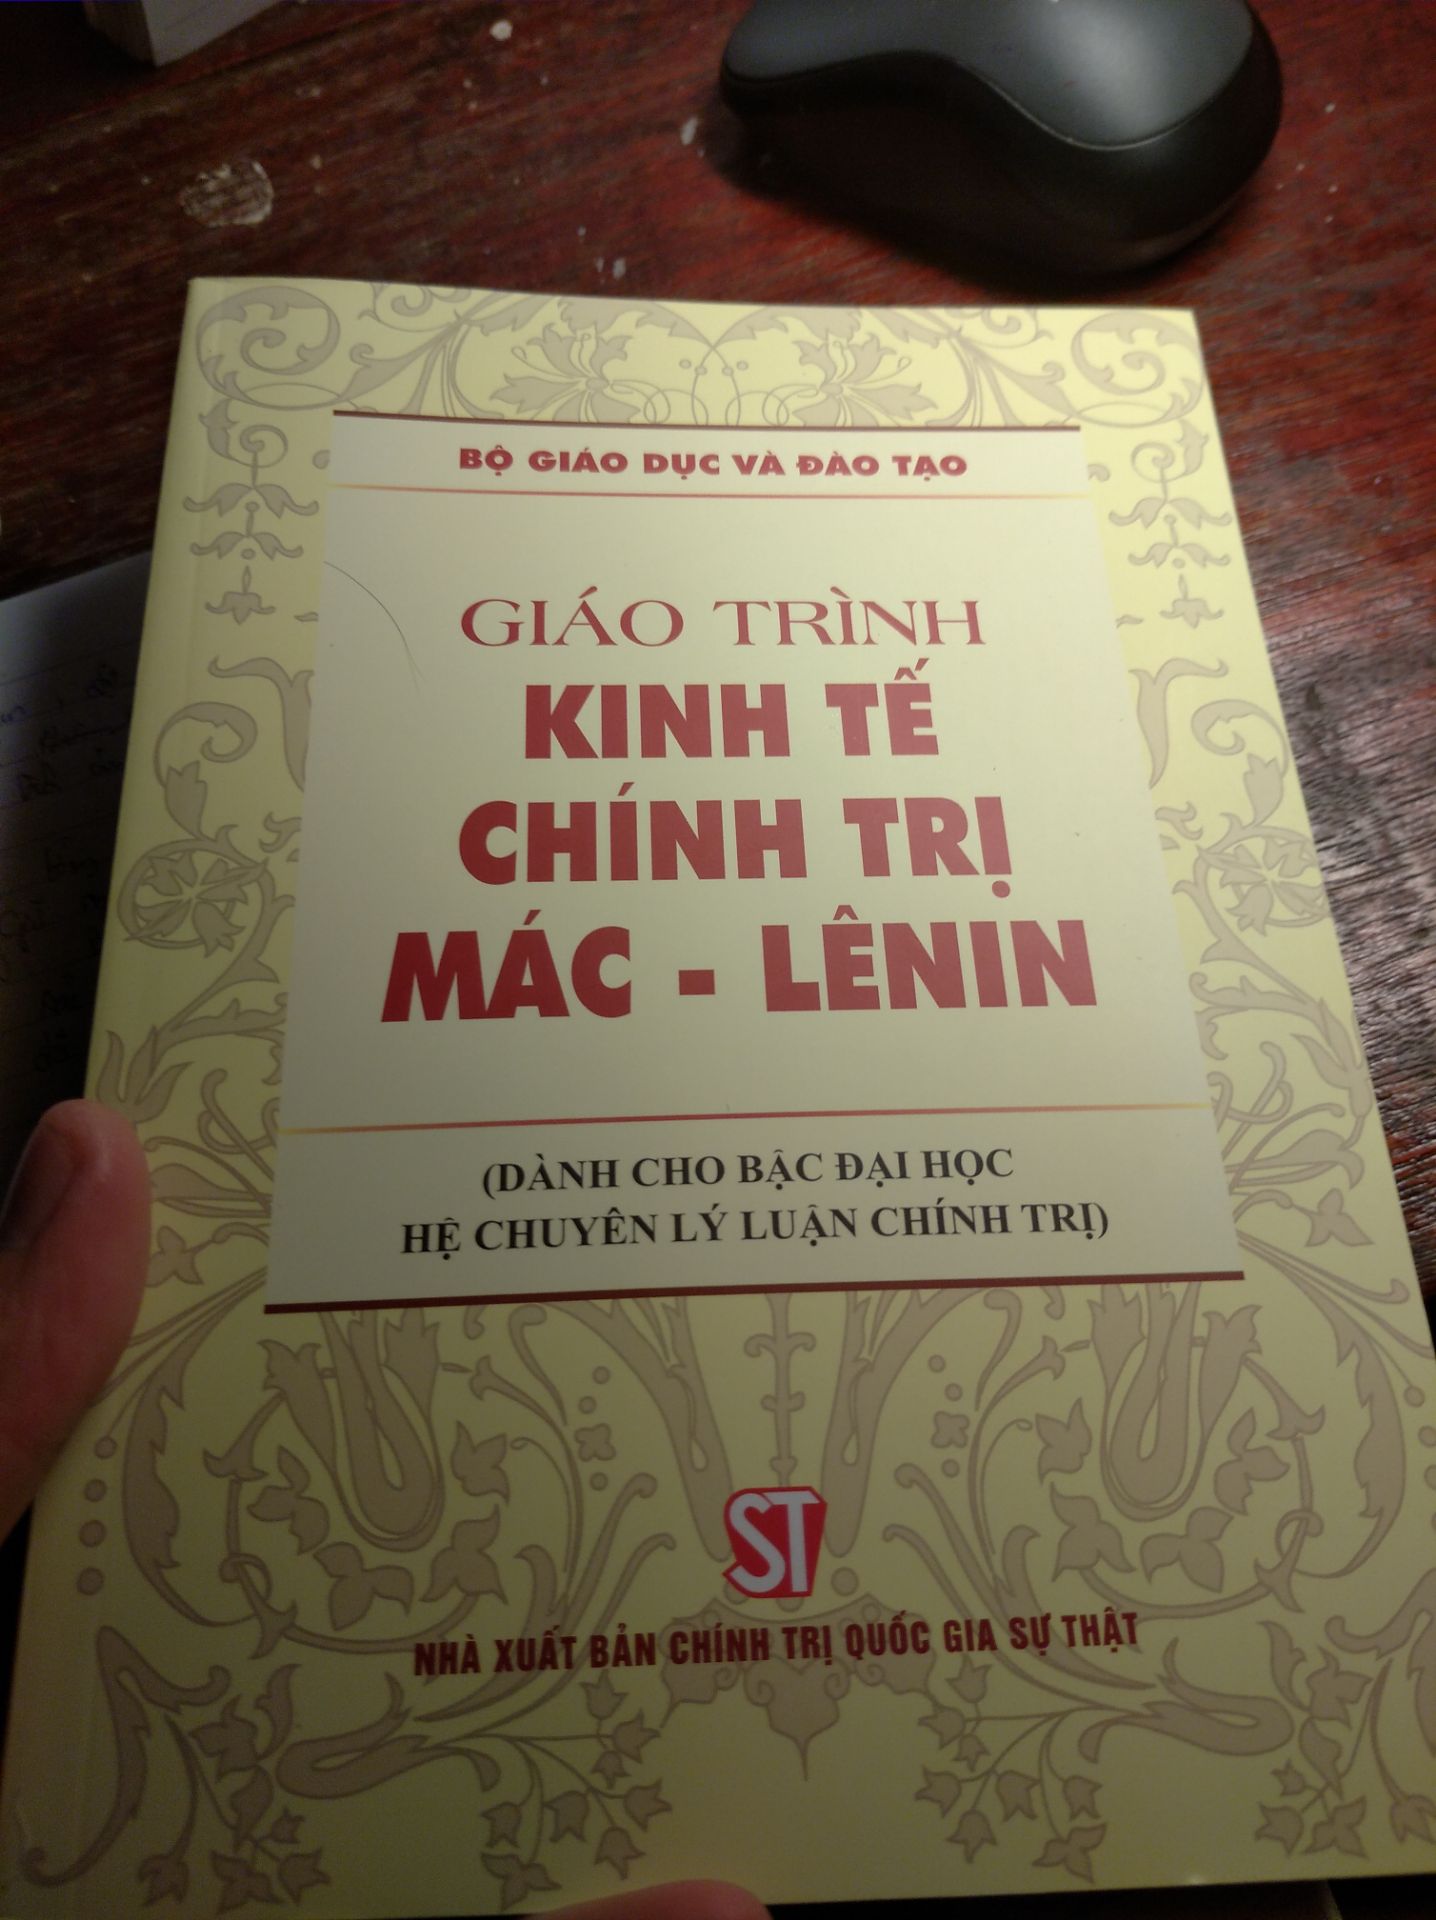 BỘ GIÁO DỤC VÀ ĐÀO TẠO
GIÁO TRÌNH
KINH TẾ
CHÍNH TRỊ
MÁC - LÊNIN
(DÀNH CHO BẬC ĐẠI HỌC
HỆ CHUYÊN LÝ LUẬN CHÍNH TRỊ)
ST
NHÀ XUẤT BẢN CHÍNH TRỊ QUỐC GIA SỰ THẬT